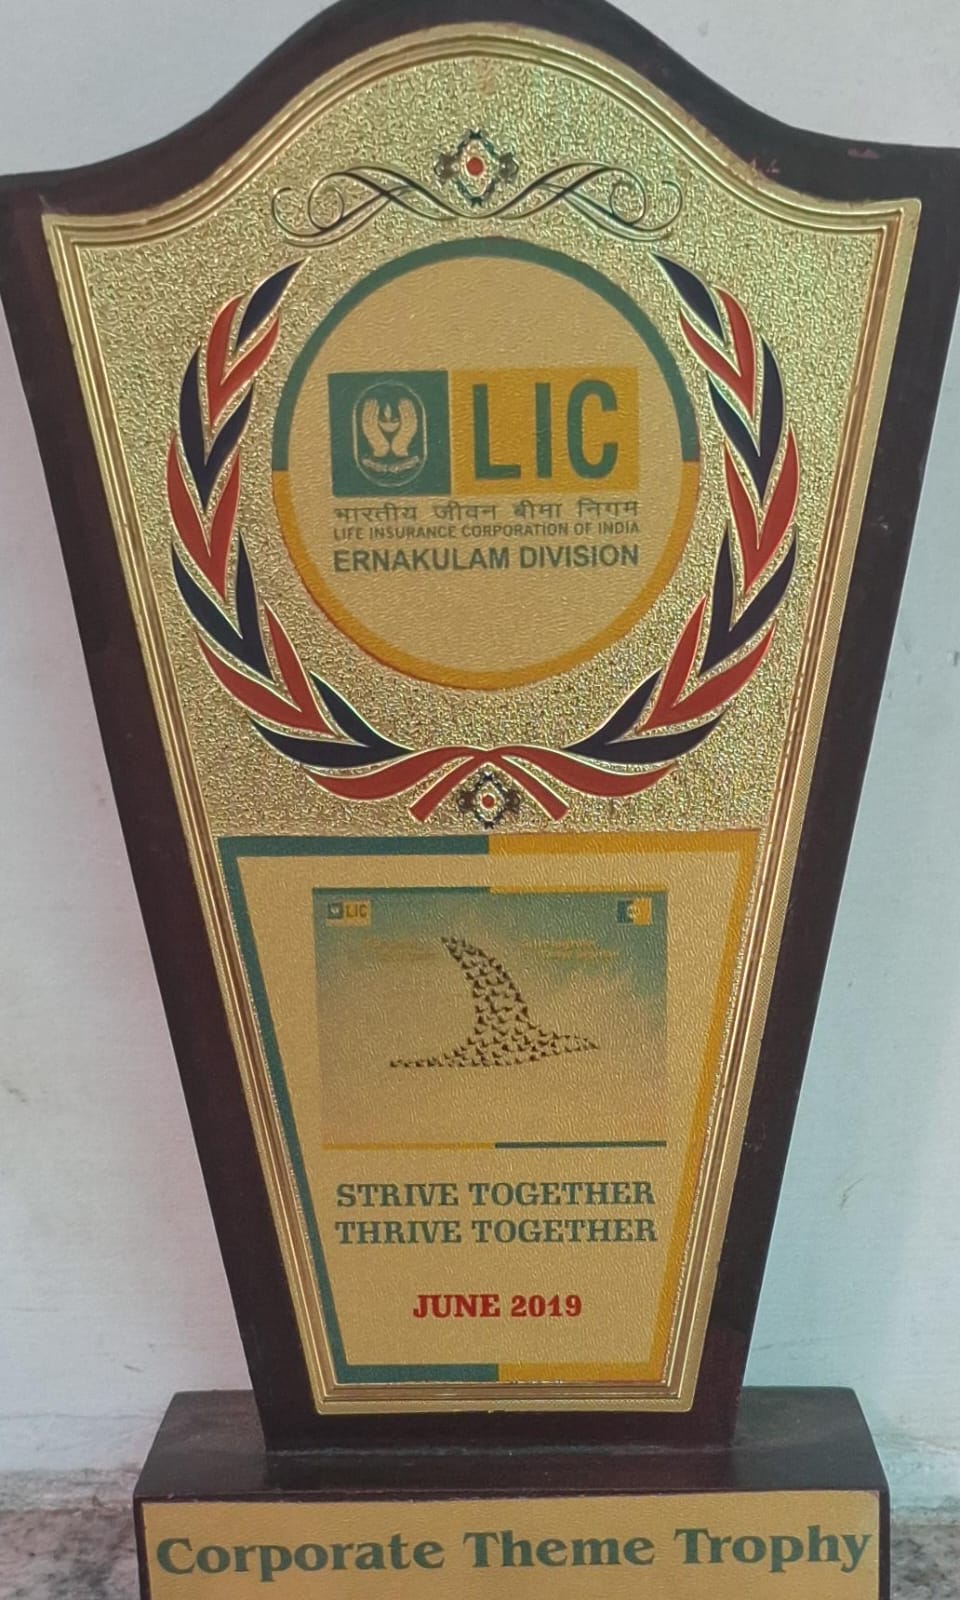 LIC
भारतीय जीवन बीमा निगम
LIFE INSURANCE CORPORATION OF INDIA
ERNAKULAM DIVISION
LIC
STRIVE TOGETHER
THRIVE TOGETHER
JUNE 2019
Corporate Theme Trophy